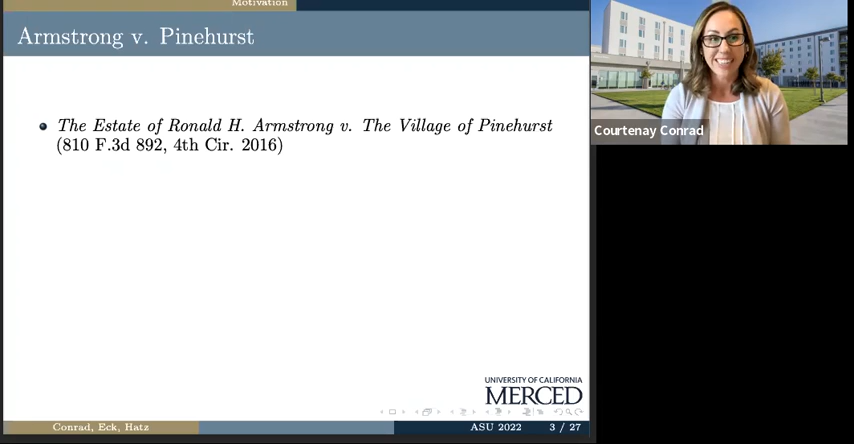 Motivation
Armstrong v. Pinehurst
The Estate of Ronald H. Armstrong v. The Village of Pinehurst
(810 F.3d 892, 4th Cir. 2016)
UNIVERSITY OF CALIFORNIA
MERCED
Conrad, Eck, Hatz
ASU 2022
3 / 27
Courtenay Conrad